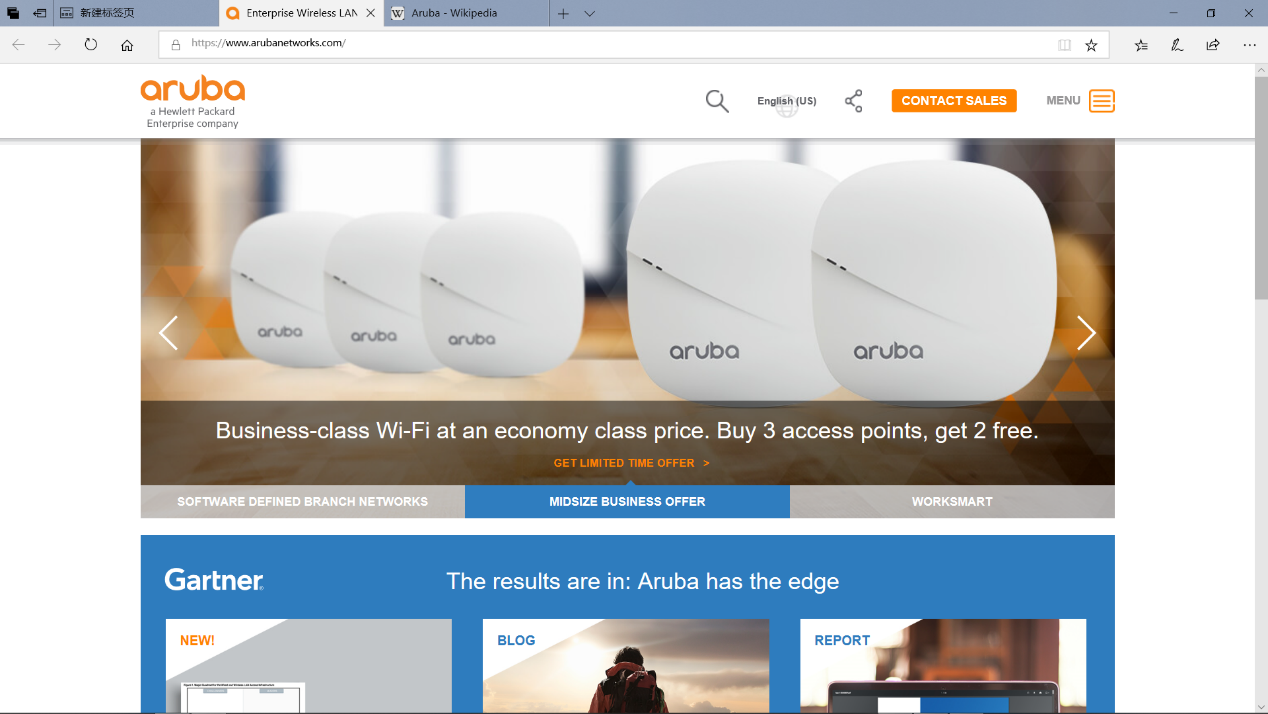 新建标签页
Enterprise Wireless LAN
Aruba - Wikipedia
https://www.arubanetworks.com/
aruba
a Hewlett Packard
Enterprise company
English (US)
CONTACT SALES
MENU
aruba
aruba
aruba
aruba
aruba
Business-class Wi-Fi at an economy class price. Buy 3 access points, get 2 free.
GET LIMITED TIME OFFER >
SOFTWARE DEFINED BRANCH NETWORKS
MIDSIZE BUSINESS OFFER
WORKSMART
Gartner
The results are in: Aruba has the edge
NEW!
BLOG
REPORT